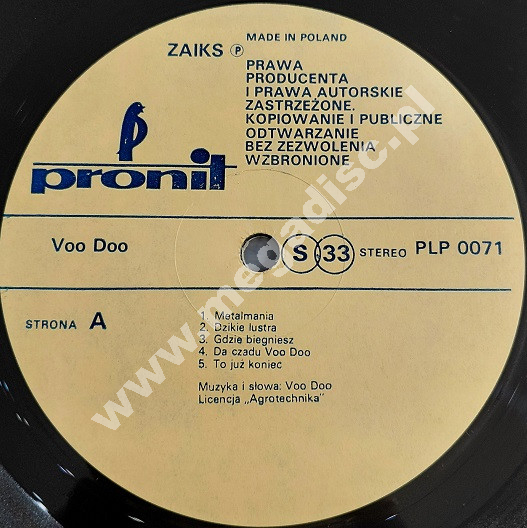 ZAIKS ℗ MADE IN POLAND
PRAWA
PRODUCENTA
I PRAWA AUTORSKIE
ZASTRZEŻONE.
KOPIOWANIE I PUBLICZNE
ODTWARZANIE
BEZ ZEZWOLENIA
WZBRONIONE
pronit
Voo Doo
S 33 STEREO PLP 0071
STRONA A
1. Metalmania
2. Dzikie lustra
3. Gdzie biegniesz
4. Da czadu Voo Doo
5. To już koniec
Muzyka i słowa: Voo Doo
Licencja „Agrotechnika"
www.megadisc.pl